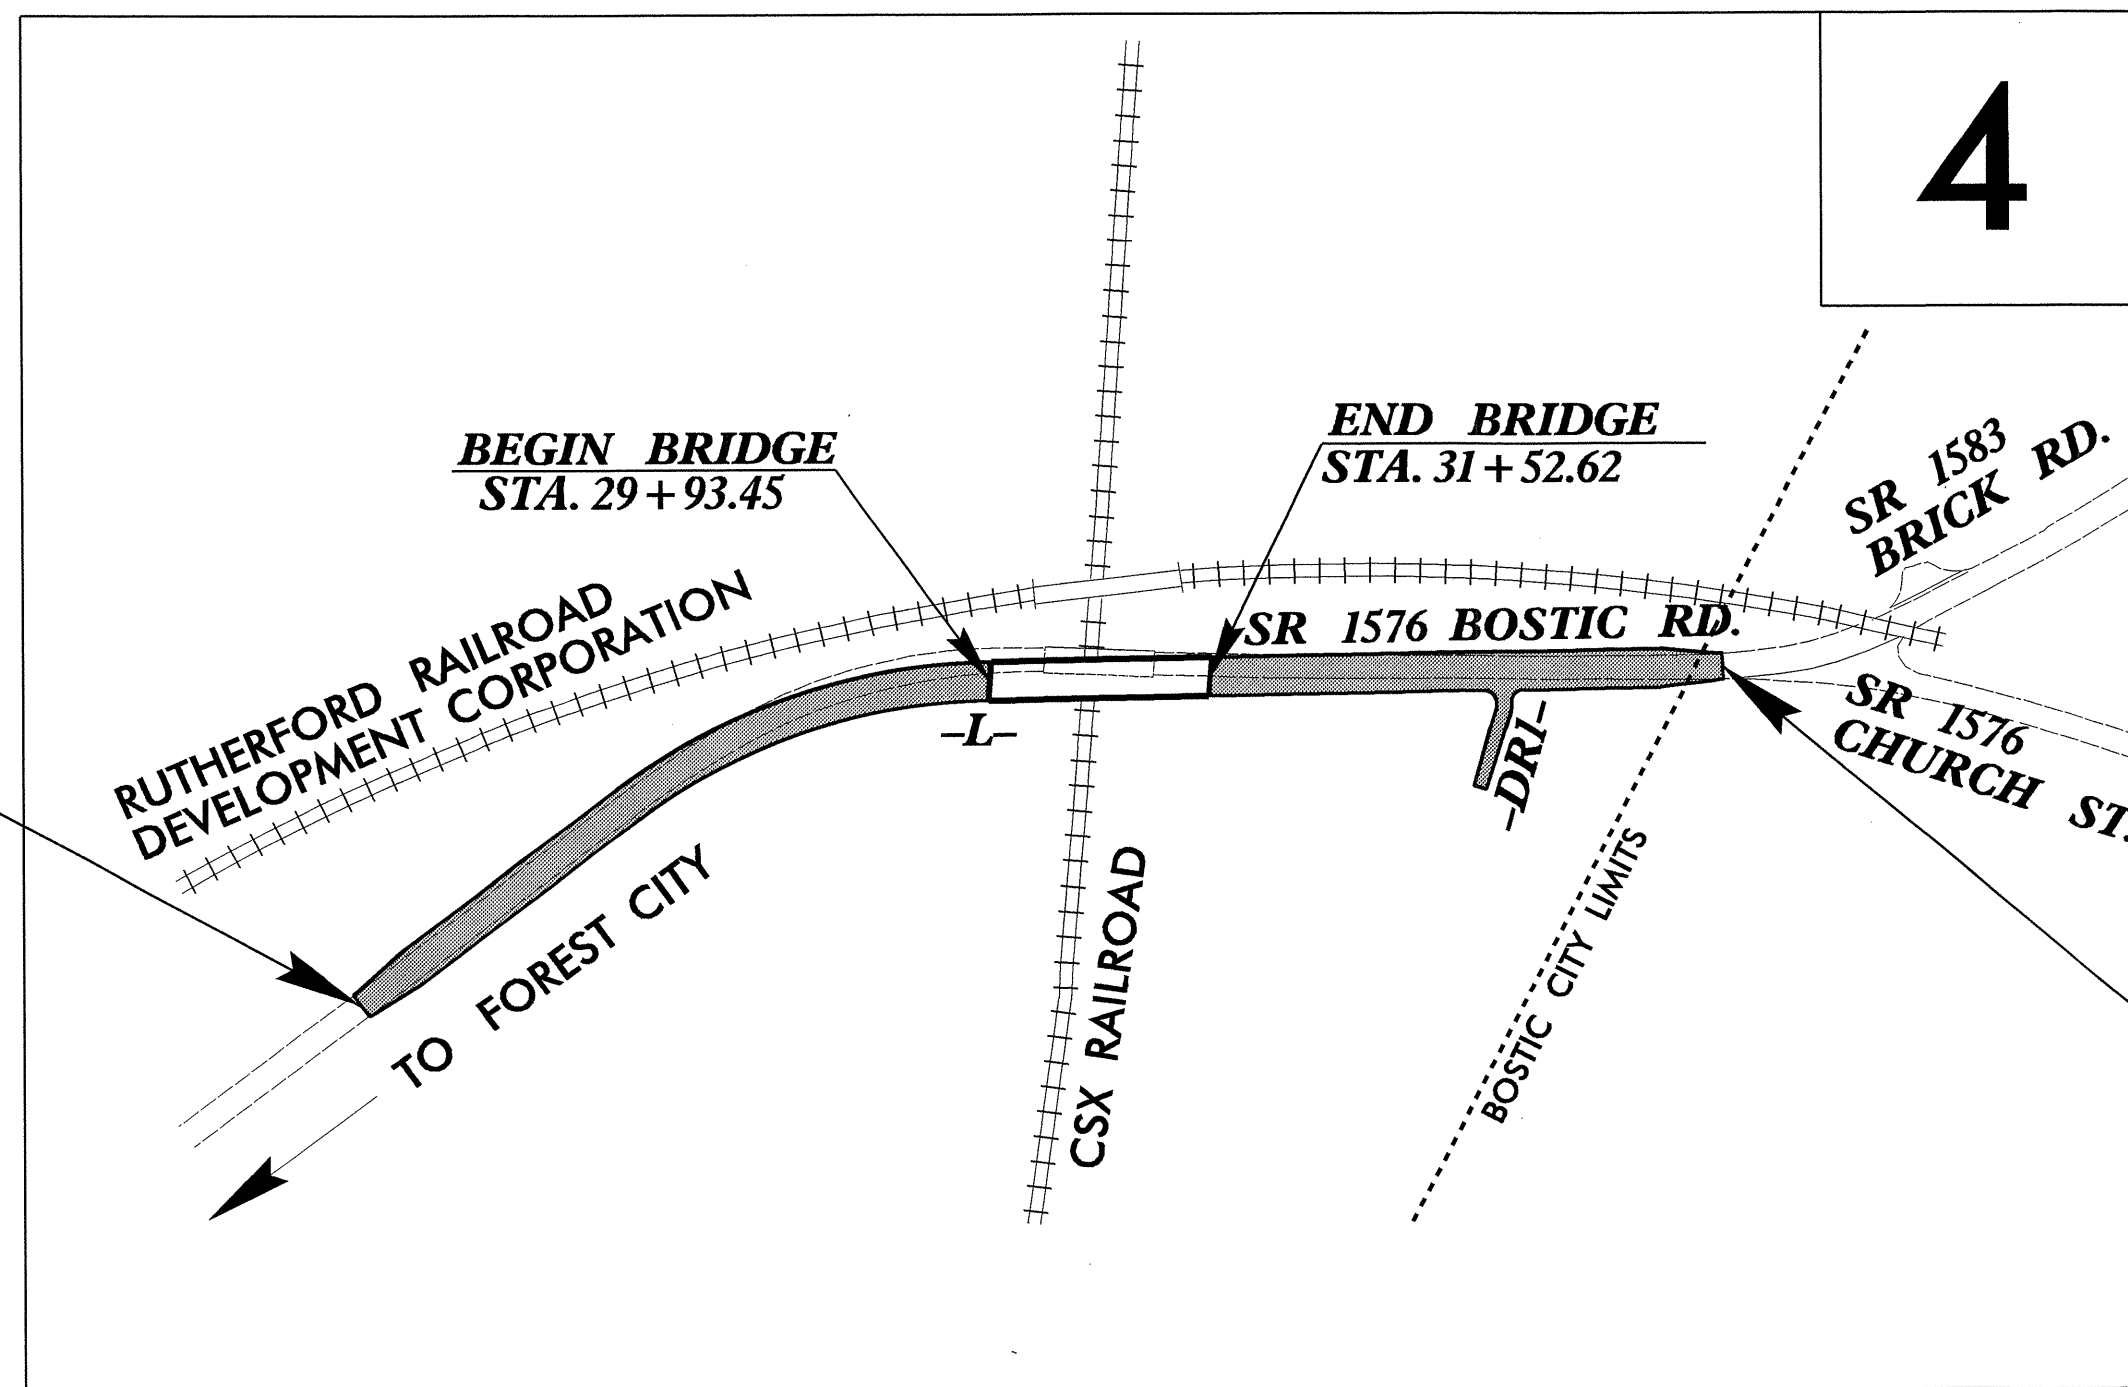 4
BEGIN BRIDGE
STA. 29+93.45
END BRIDGE
STA. 31+52.62
SR 1583
BRICK RD.
RUTHERFORD RAILROAD
DEVELOPMENT CORPORATION
SR 1576 BOSTIC RD.
-L-
-DR1-
SR 1576
CHURCH ST.
TO FOREST CITY
CSX RAILROAD
BOSTIC CITY LIMITS